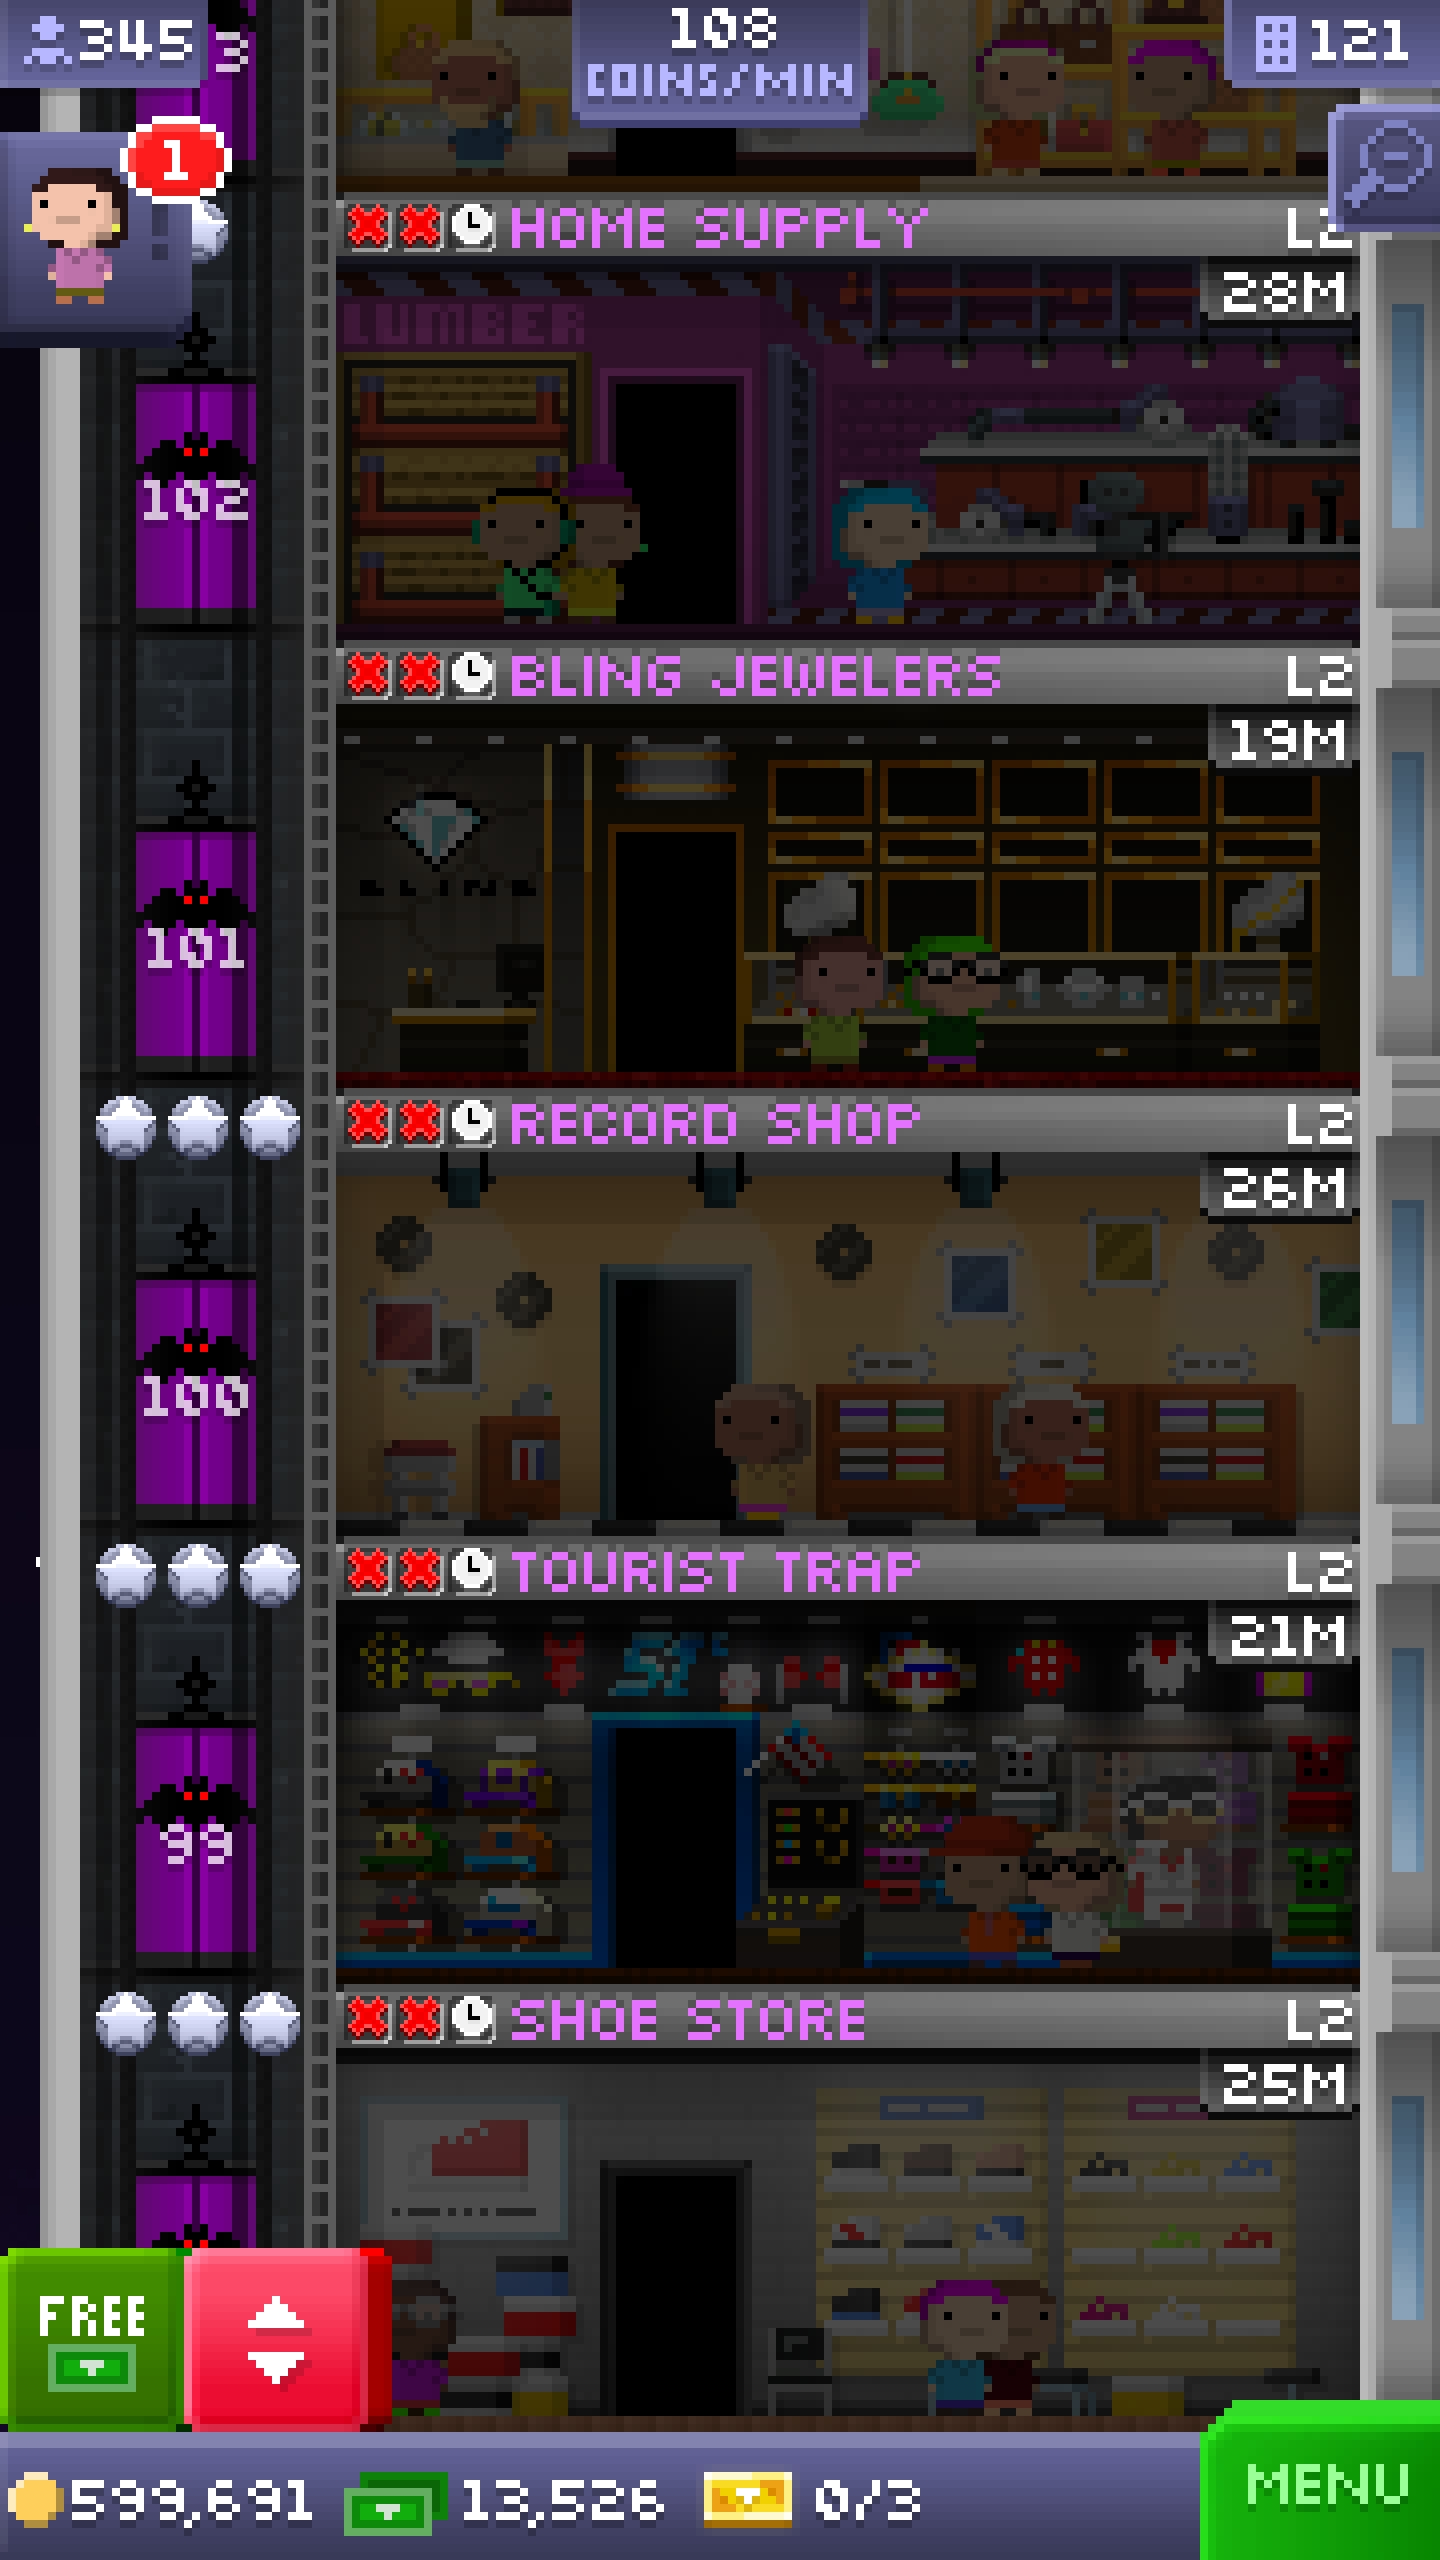 345
3
108
COINS/MIN
121
1
HOME SUPPLY
L2
28M
LUMBER
102
BLING JEWELERS
L2
19M
BLING
101
RECORD SHOP
L2
26M
100
TOURIST TRAP
L2
21M
99
SHOE STORE
L2
25M
FREE
599,691
13,526
0/3
MENU